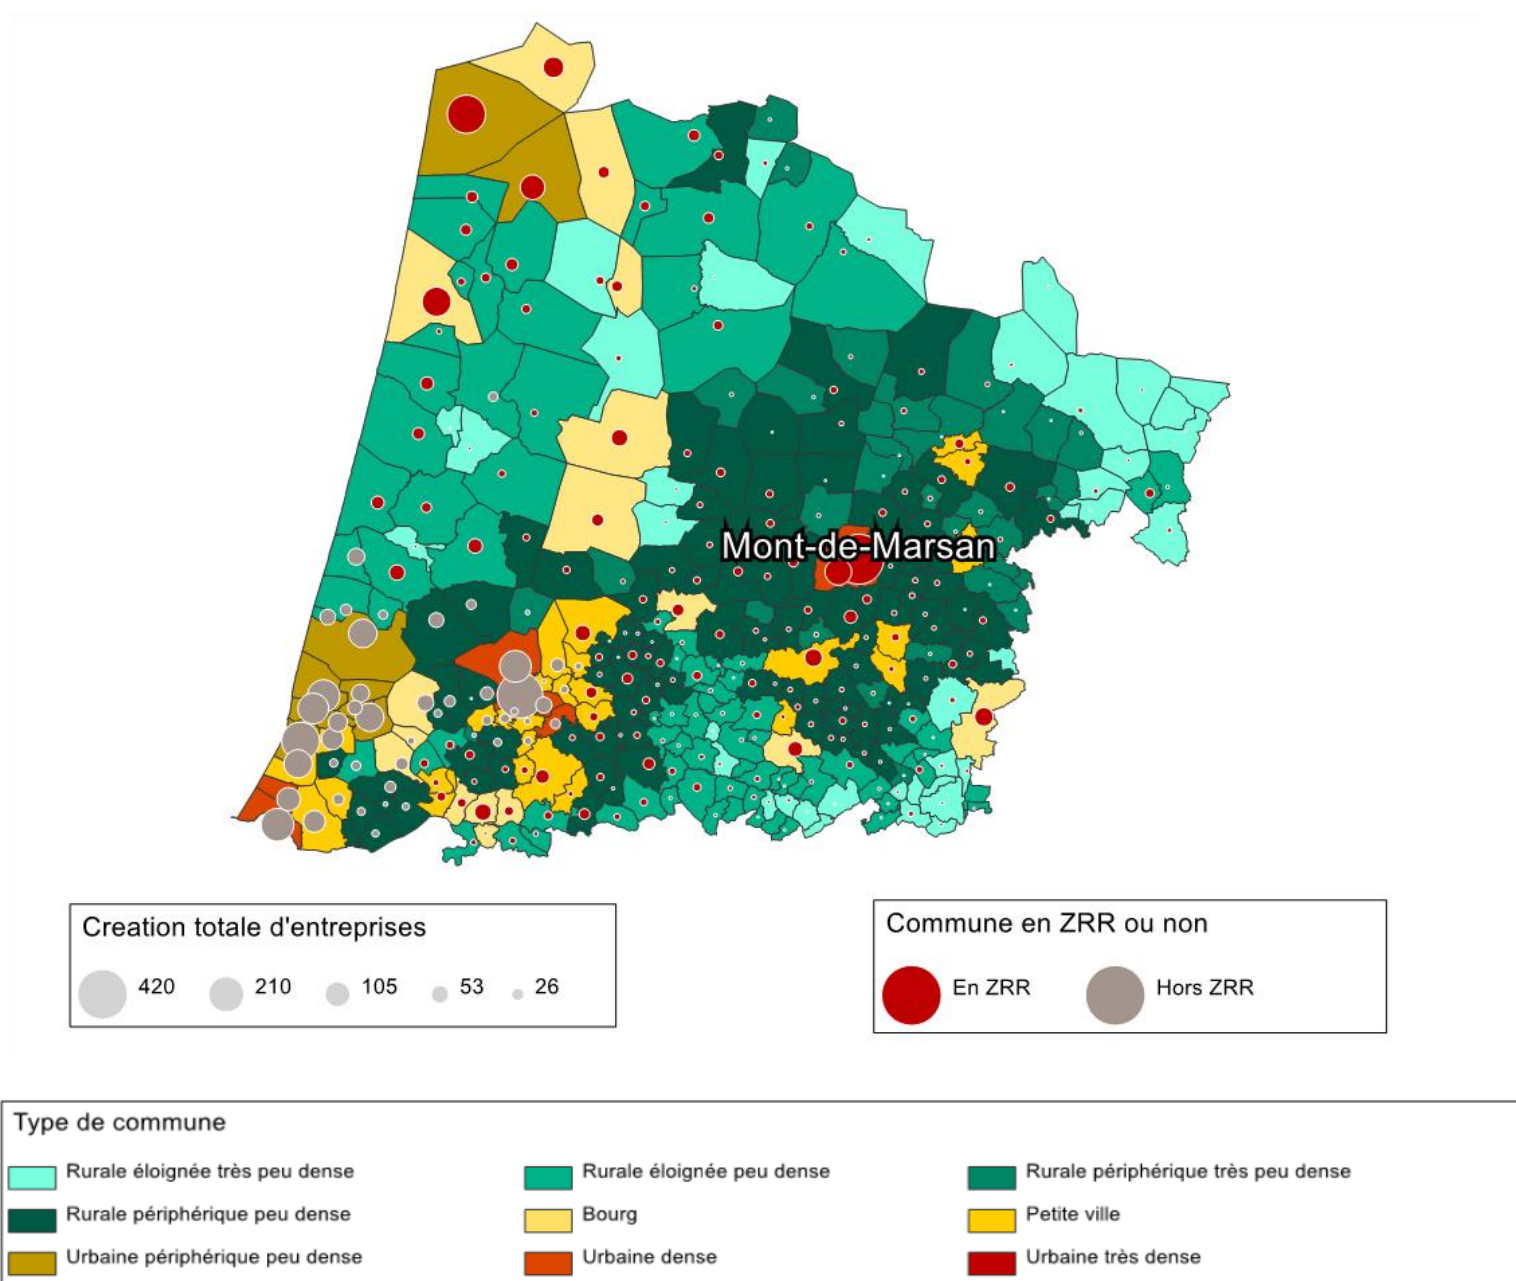 Mont-de-Marsan
Creation totale d'entreprises
420 210 105 53 26
Commune en ZRR ou non
En ZRR Hors ZRR
Type de commune
Rurale éloignée très peu dense Rurale éloignée peu dense Rurale périphérique très peu dense
Rurale périphérique peu dense Bourg Petite ville
Urbaine périphérique peu dense Urbaine dense Urbaine très dense